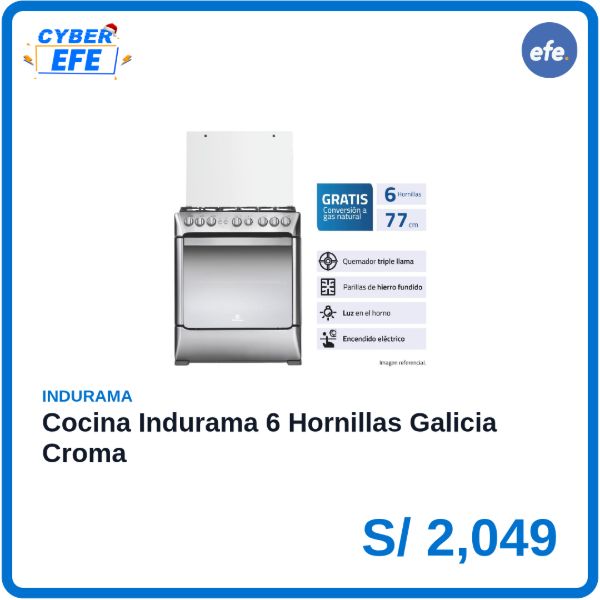 CYBER
EFE
efe.
GRATIS
Conversión a
gas natural
6 Hornillas
77 cm
Quemador triple llama
Parillas de hierro fundido
Luz en el horno
Encendido eléctrico
Imagen referencial.
INDURAMA
Cocina Indurama 6 Hornillas Galicia
Croma
S/ 2,049